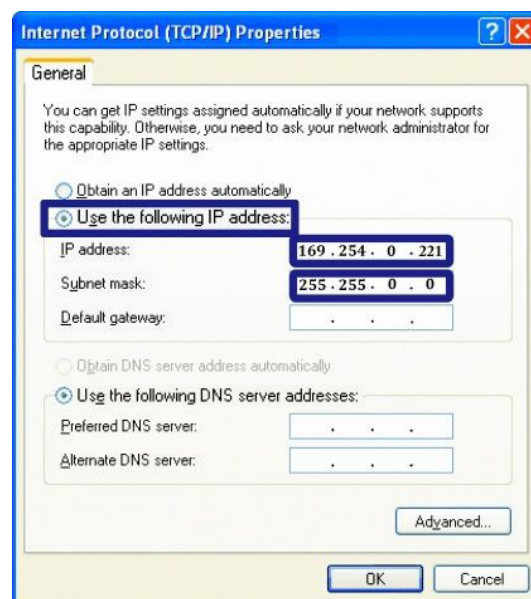 Internet Protocol (TCP/IP) Properties
General
You can get IP settings assigned automatically if your network supports
this capability. Otherwise, you need to ask your network administrator for
the appropriate IP settings.
Obtain an IP address automatically
Use the following IP address:
IP address: 169 . 254 . 0 . 221
Subnet mask: 255 . 255 . 0 . 0
Default gateway: . . .
Obtain DNS server address automatically
Use the following DNS server addresses:
Preferred DNS server: . . .
Alternate DNS server: . . .
Advanced...
OK Cancel